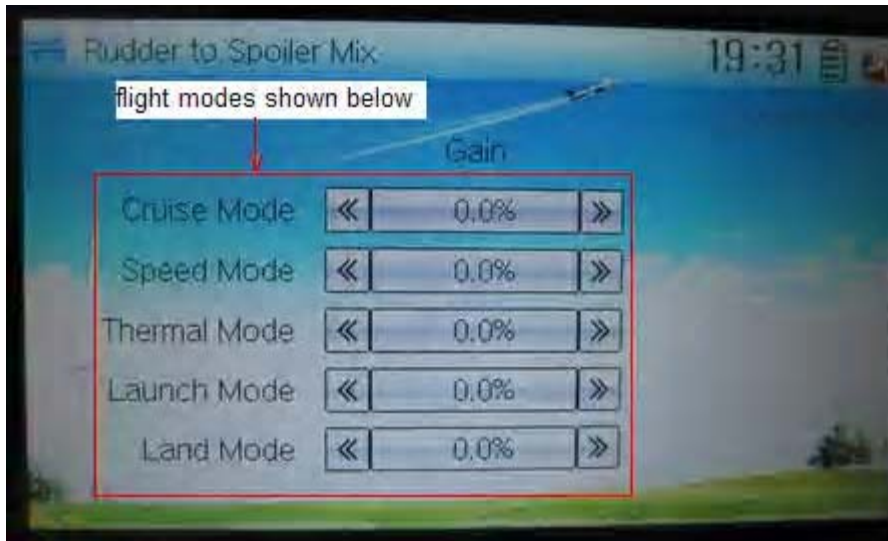 Rudder to Spoiler Mix 19:31
flight modes shown below
Gain
Cruise Mode « 0.0% »
Speed Mode « 0.0% »
Thermal Mode « 0.0% »
Launch Mode « 0.0% »
Land Mode « 0.0% »